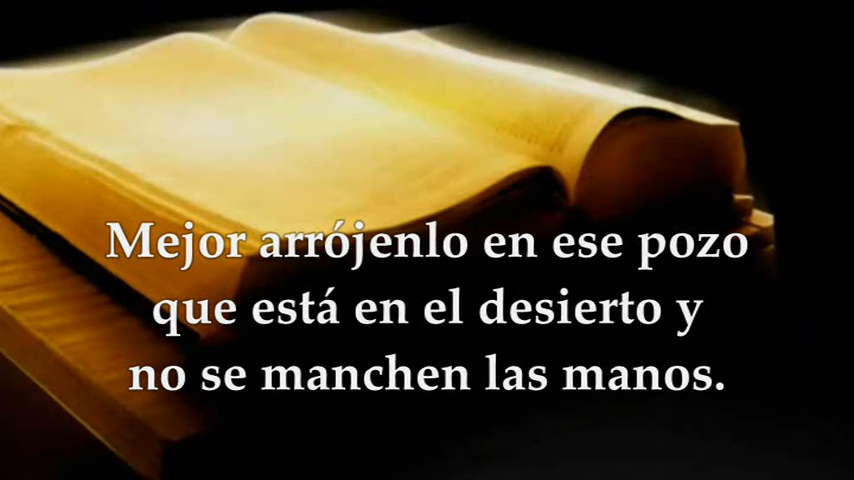 Mejor arrójenlo en ese pozo
que está en el desierto y
no se manchen las manos.